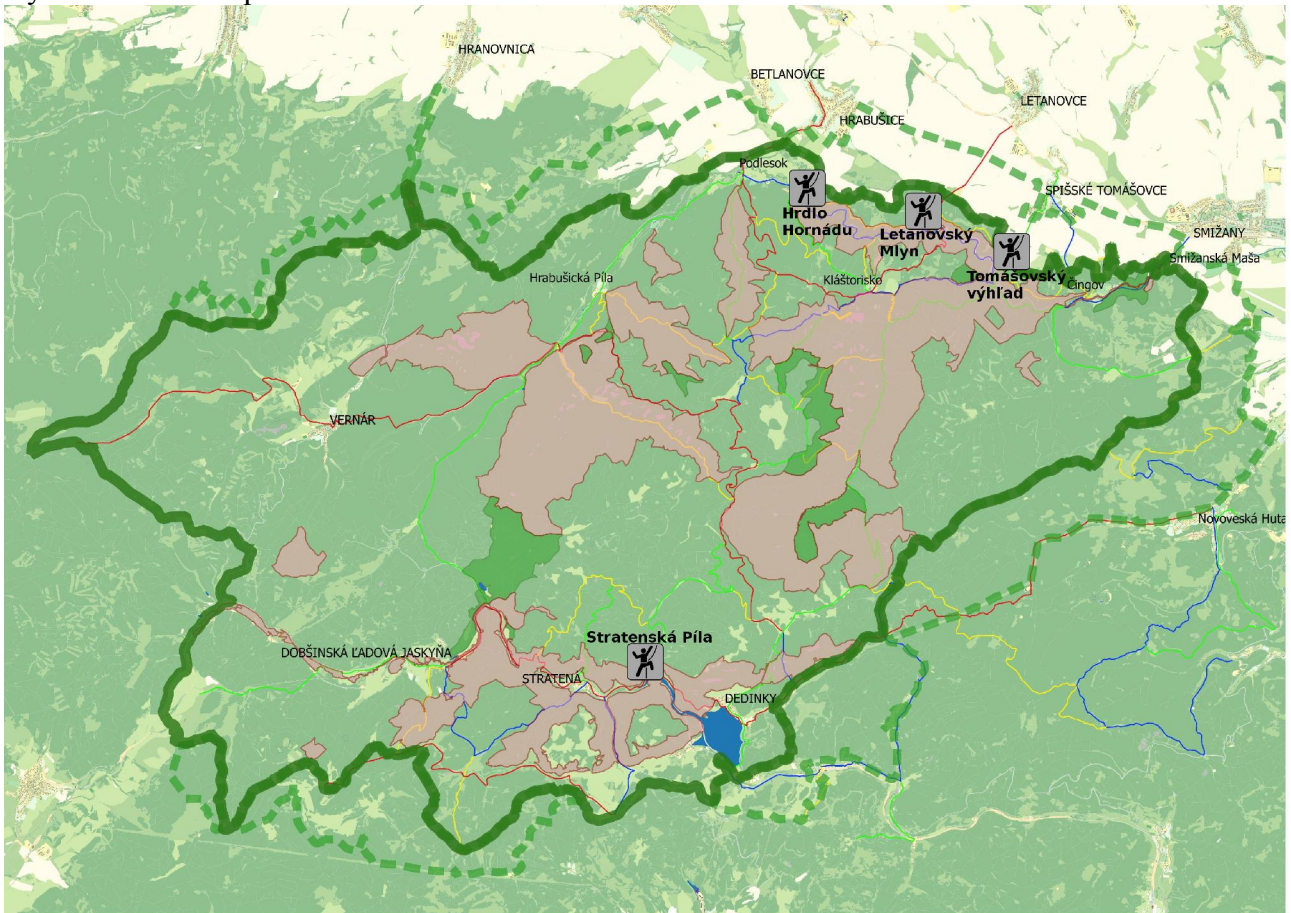 HRANOVNICA
BETLANOVCE
LETANOVCE
HRABUŠICE
Podlesok
SPIŠSKÉ TOMÁŠOVCE
Hrdlo
Hornádu
Letanovský
Mlyn
SMIŽANY
Smižanská Maša
Hrabušická Píla
Kláštorisko
Tomášovský
výhľad
Čingov
VERNÁR
Novoveská Huta
Stratenská Píla
DOBŠINSKÁ ĽADOVÁ JASKYŇA
STRATENÁ
DEDINKY